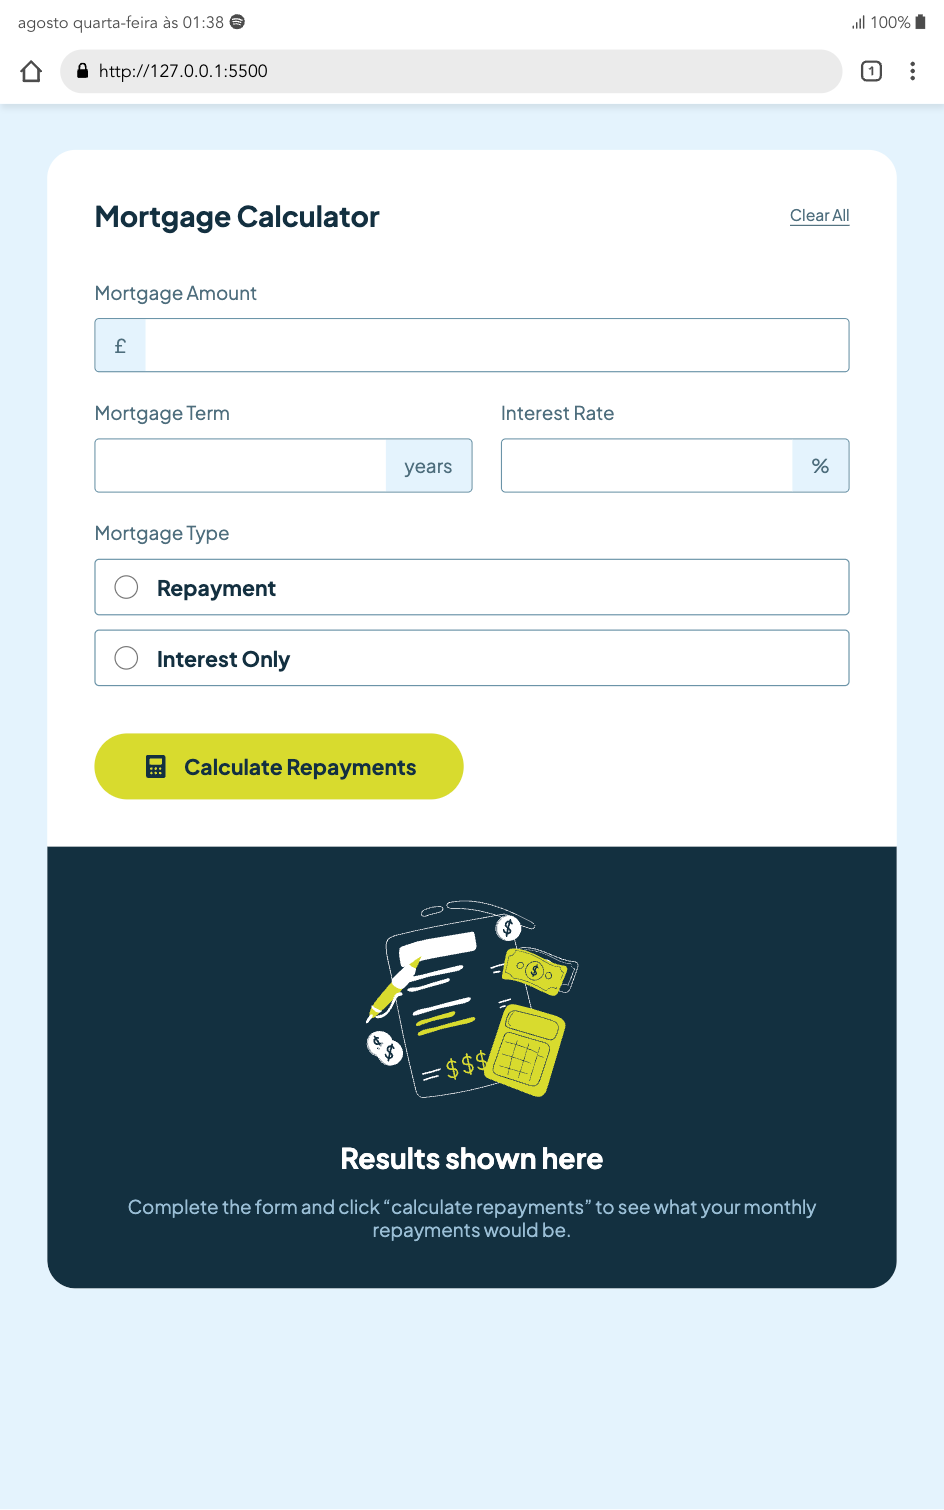 agosto quarta-feira às 01:38
100%
http://127.0.0.1:5500
1
Mortgage Calculator
Clear All
Mortgage Amount
£
Mortgage Term
Interest Rate
years
%
Mortgage Type
Repayment
Interest Only
Calculate Repayments
$
$
$ $
$$$
Results shown here
Complete the form and click “calculate repayments” to see what your monthly
repayments would be.